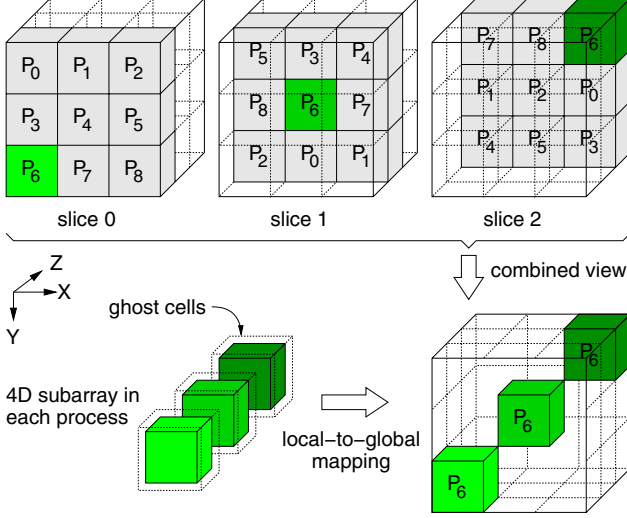 P0 P1 P2
P3 P4 P5
P6 P7 P8
slice 0
P5 P3 P4
P8 P6 P7
P2 P0 P1
slice 1
P7 P8 P6
P1 P2 P0
P4 P5 P3
slice 2
combined view
Z
X
Y
ghost cells
4D subarray in
each process
local-to-global
mapping
P6
P6
P6